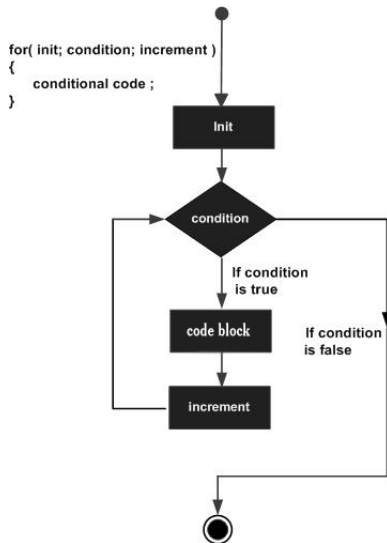 for( init; condition; increment )
{
conditional code ;
}
Init
condition
If condition
is true
code block
If condition
is false
increment